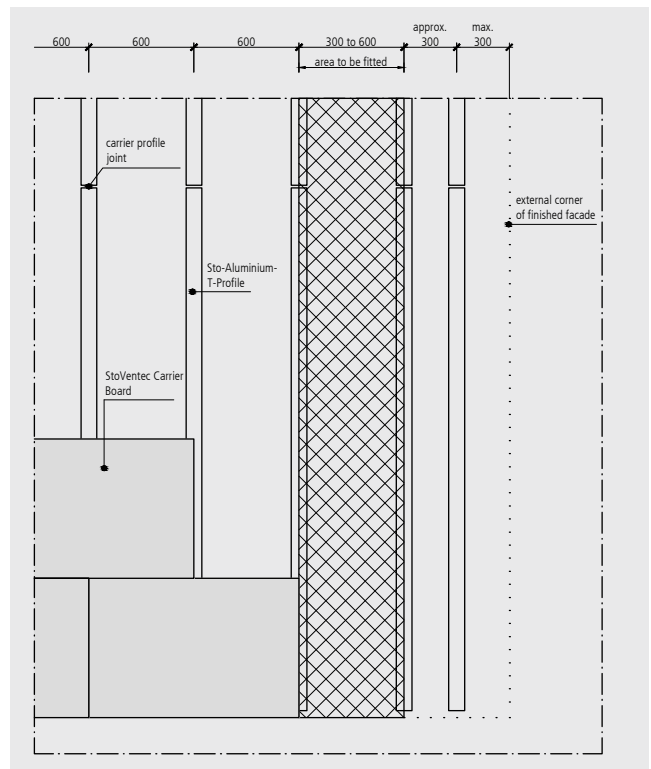 approx. max.
600 600 600 300 to 600 300 300
area to be fitted
carrier profile
joint
external corner
of finished facade
Sto-Aluminium-
T-Profile
StoVentec Carrier
Board